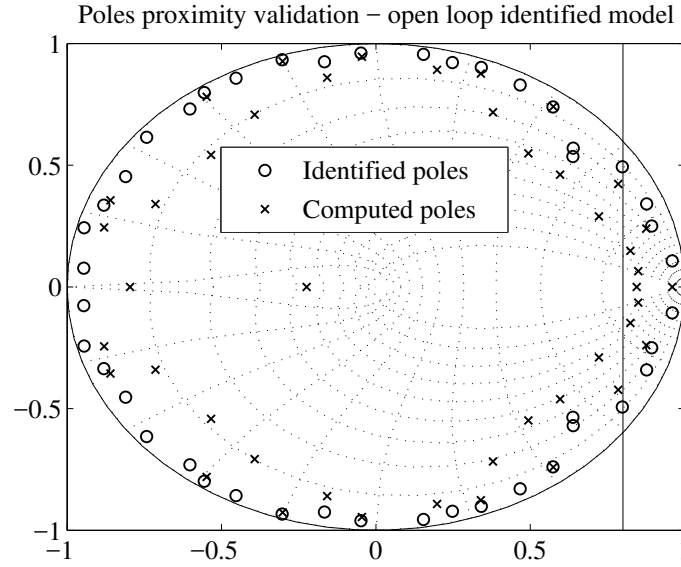 Poles proximity validation − open loop identified model
1
0.5
0
−0.5
−1
Identified poles
Computed poles
−1 −0.5 0 0.5